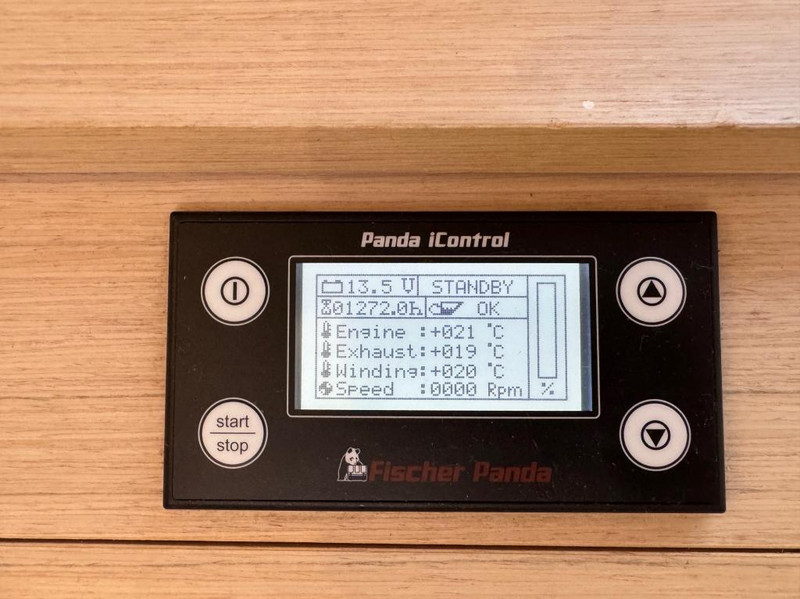 Panda iControl
13.5 V STANDBY
01272.0h OK
Engine :+021 °C
Exhaust:+019 °C
Winding:+020 °C
Speed :0000 Rpm %
start
stop
Fischer Panda